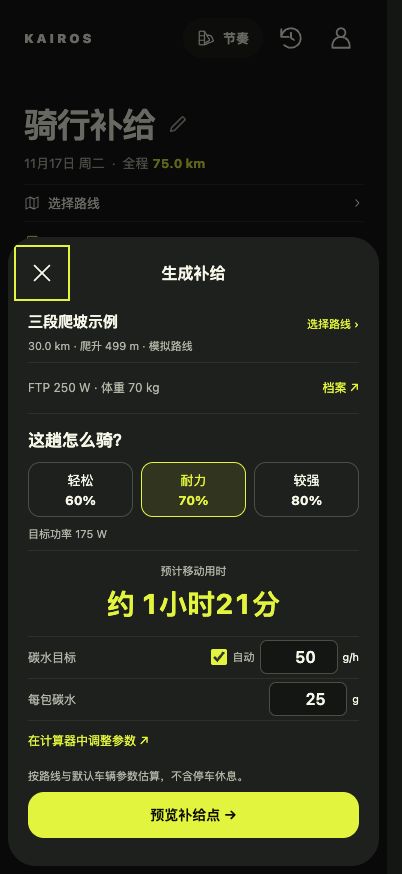 KAIROS
节奏
骑行补给
11月17日 周二 · 全程 75.0 km
选择路线
生成补给
三段爬坡示例
选择路线 ›
30.0 km · 爬升 499 m · 模拟路线
FTP 250 W · 体重 70 kg
档案 ↗
这趟怎么骑?
轻松 耐力 较强
60% 70% 80%
目标功率 175 W
预计移动用时
约 1小时21分
碳水目标 自动 50 g/h
每包碳水 25 g
在计算器中调整参数 ↗
按路线与默认车辆参数估算，不含停车休息。
预览补给点 →